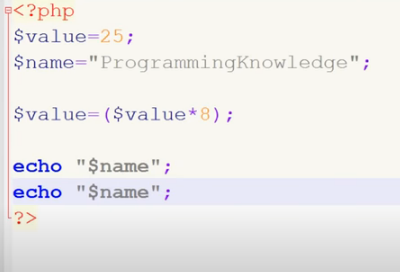 <?php
$value=25;
$name="ProgrammingKnowledge";
$value=($value*8);
echo "$name";
echo "$name";
?>